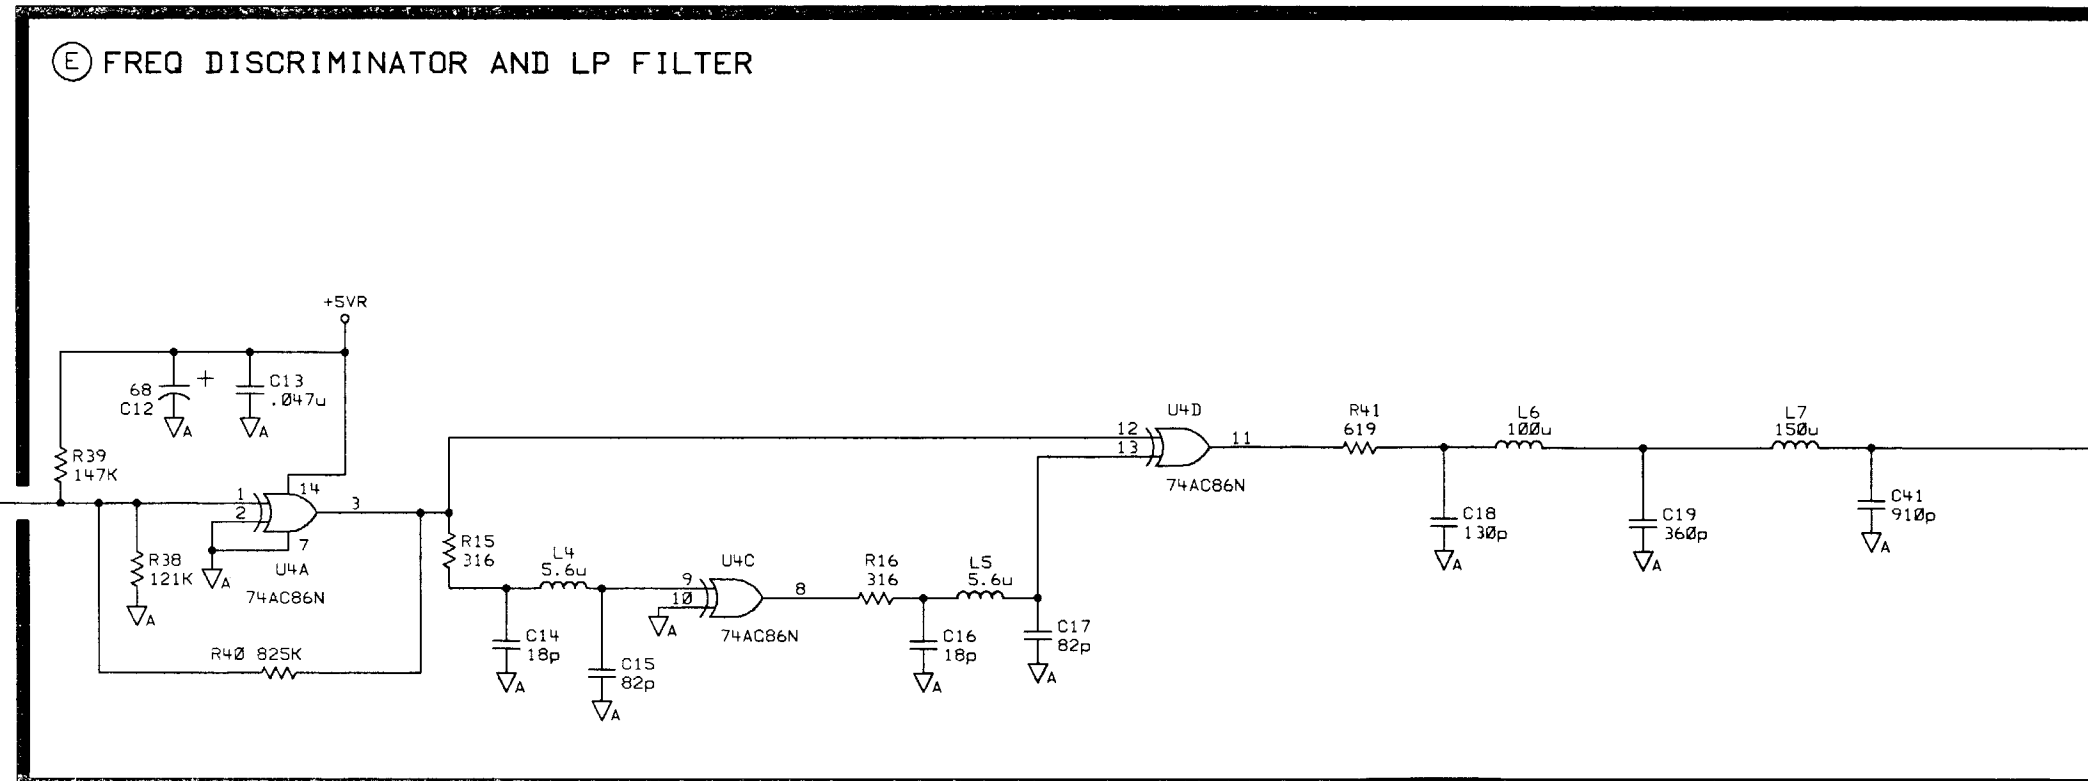 E FREQ DISCRIMINATOR AND LP FILTER
+5VR
68
C12
+
C13
.047u
A
A
R39
147K
1
2
14
3
7
U4A
74AC86N
R38
121K
A
A
R40 825K
R15
316
L4
5.6u
C14
18p
A
C15
82p
A
9
10
A
U4C
8
74AC86N
R16
316
L5
5.6u
C16
18p
A
C17
82p
A
12
13
U4D
11
74AC86N
R41
619
C18
130p
A
L6
100u
C19
360p
A
L7
150u
C41
910p
A